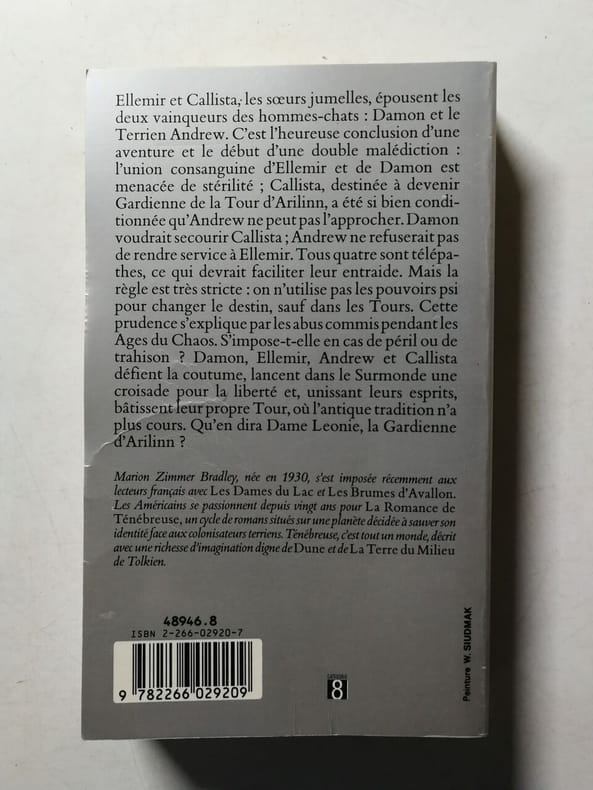 Ellemir et Callista, les sœurs jumelles, épousent les
deux vainqueurs des hommes-chats : Damon et le
Terrien Andrew. C'est l'heureuse conclusion d'une
aventure et le début d'une double malédiction :
l'union consanguine d'Ellemir et de Damon est
menacée de stérilité ; Callista, destinée à devenir
Gardienne de la Tour d'Arilinn, a été si bien condi-
tionnée qu'Andrew ne peut pas l'approcher. Damon
voudrait secourir Callista ; Andrew ne refuserait pas
de rendre service à Ellemir. Tous quatre sont télépa-
thes, ce qui devrait faciliter leur entraide. Mais la
règle est très stricte : on n'utilise pas les pouvoirs psi
pour changer le destin, sauf dans les Tours. Cette
prudence s'explique par les abus commis pendant les
Ages du Chaos. S'impose-t-elle en cas de péril ou de
trahison ? Damon, Ellemir, Andrew et Callista
défient la coutume, lancent dans le Surmonde une
croisade pour la liberté et, unissant leurs esprits,
bâtissent leur propre Tour, où l'antique tradition n'a
plus cours. Qu'en dira Dame Leonie, la Gardienne
d'Arilinn ?
Marion Zimmer Bradley, née en 1930, s'est imposée récemment aux
lecteurs français avec Les Dames du Lac et Les Brumes d'Avallon.
Les Américains se passionnent depuis vingt ans pour La Romance de
Ténébreuse, un cycle de romans situés sur une planète décidée à sauver son
identité face aux colonisateurs terriens. Ténébreuse, c'est tout un monde, décrit
avec une richesse d'imagination digne de Dune et de La Terre du Milieu
de Tolkien.
48946.8
ISBN 2-266-02920-7
9 782266 029209
8
Peinture W. SIUDMAK